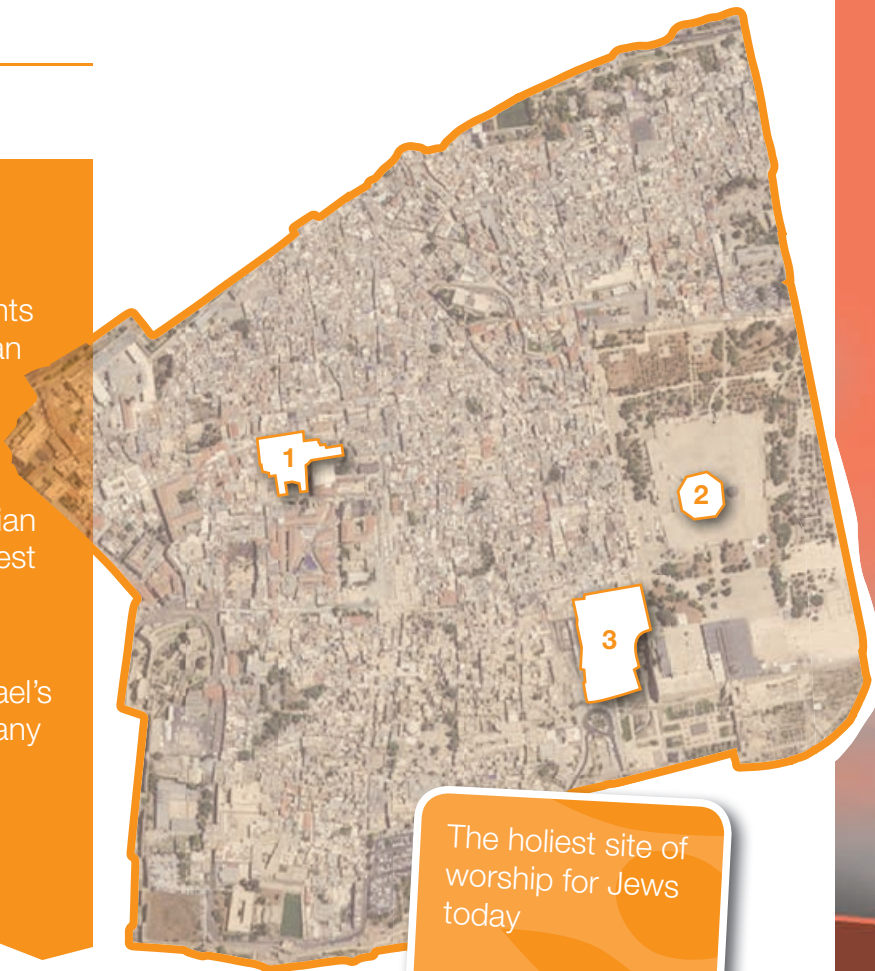 nts
an
ian
est
ael's
any
1
2
3
The holiest site of
worship for Jews
today